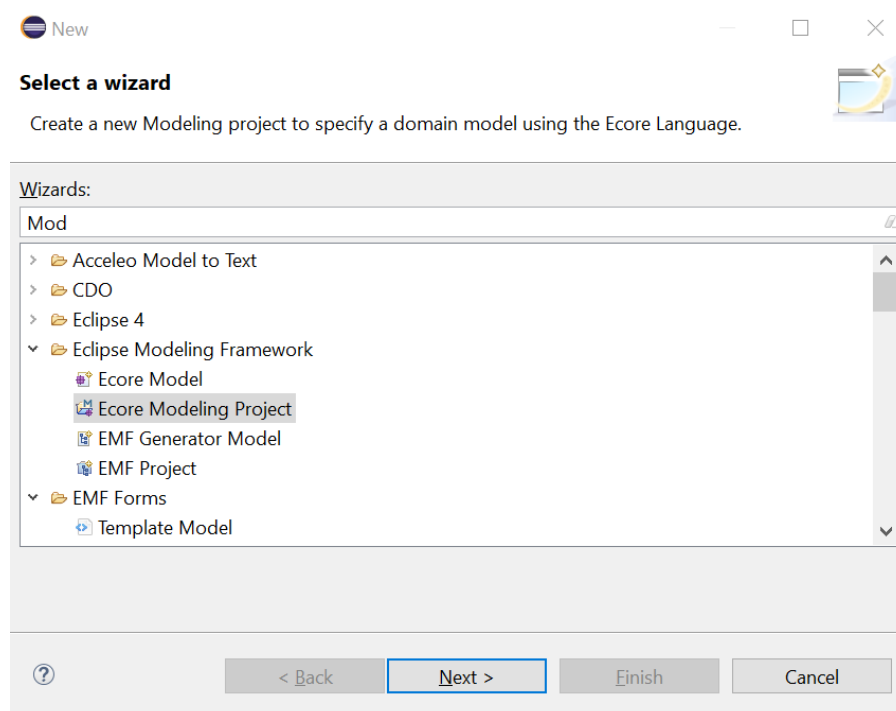 New
Select a wizard
Create a new Modeling project to specify a domain model using the Ecore Language.
Wizards:
Mod
Acceleo Model to Text
CDO
Eclipse 4
Eclipse Modeling Framework
Ecore Model
Ecore Modeling Project
EMF Generator Model
EMF Project
EMF Forms
Template Model
? < Back Next > Finish Cancel